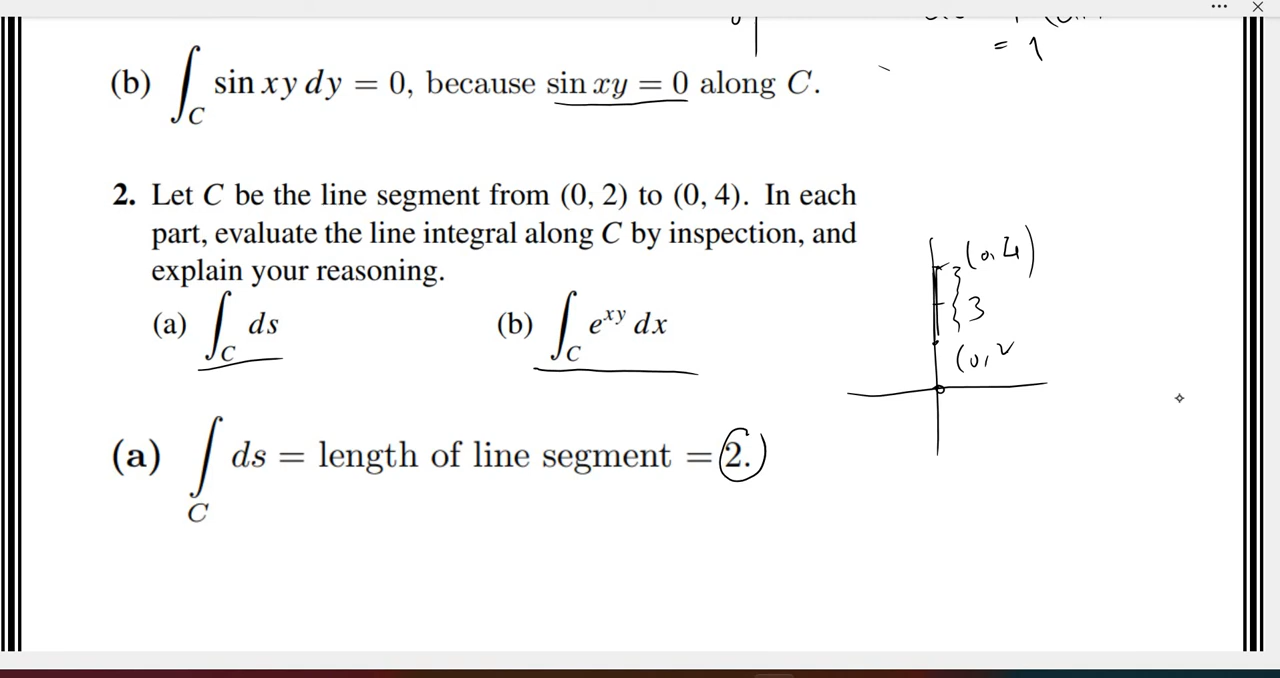 = 1
(b) ∫_C sin xy dy = 0, because sin xy = 0 along C.
2. Let C be the line segment from (0, 2) to (0, 4). In each
part, evaluate the line integral along C by inspection, and
explain your reasoning.
(0, 4)
3
(a) ∫_C ds (b) ∫_C e^{xy} dx
(0,
(a) ∫_C ds = length of line segment = 2.